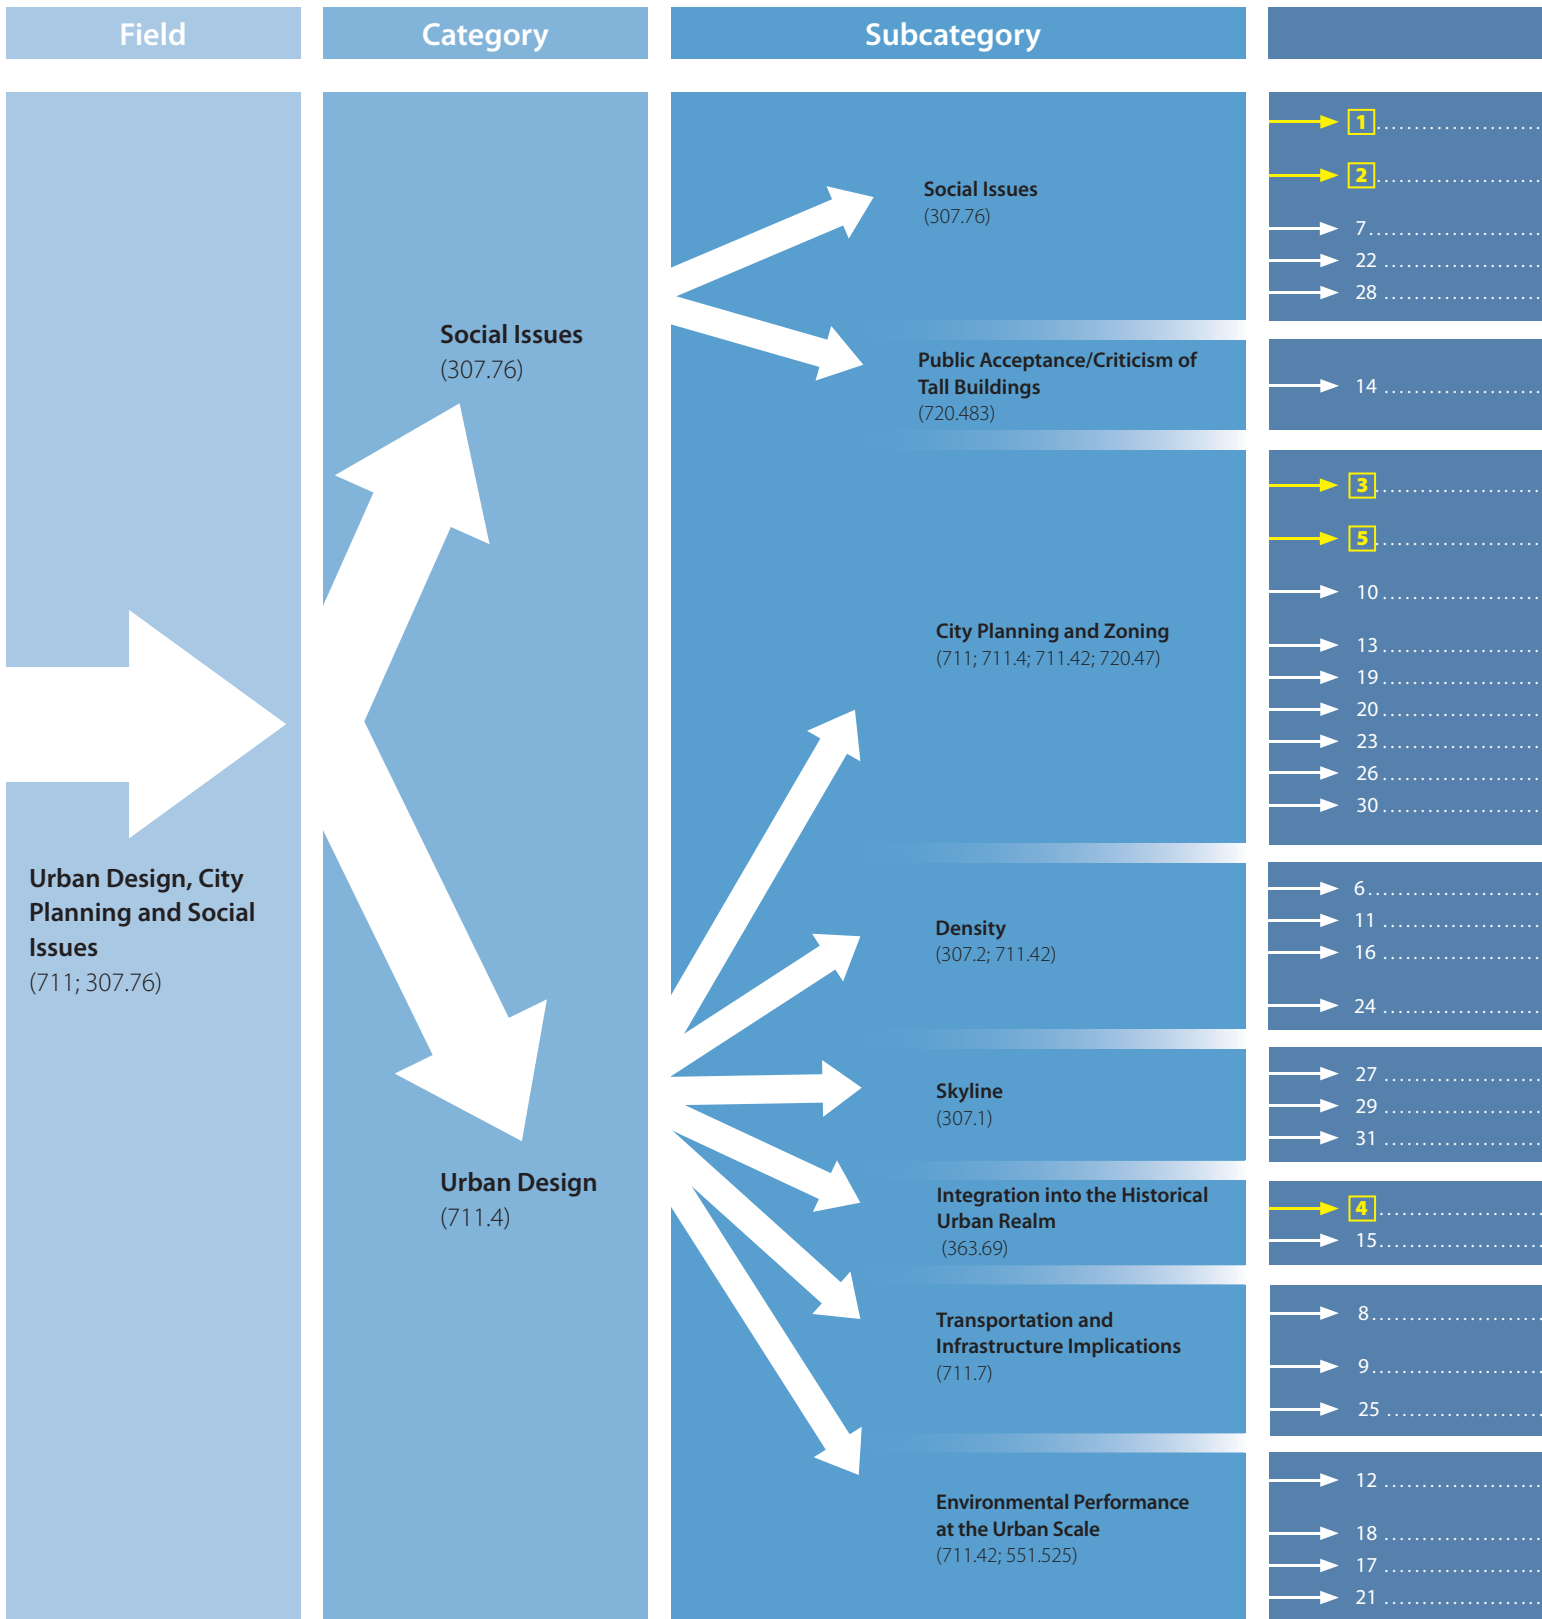 Field
Category
Subcategory
Urban Design, City
Planning and Social
Issues
(711; 307.76)
Social Issues
(307.76)
Urban Design
(711.4)
Social Issues
(307.76)
Public Acceptance/Criticism of
Tall Buildings
(720.483)
City Planning and Zoning
(711; 711.4; 711.42; 720.47)
Density
(307.2; 711.42)
Skyline
(307.1)
Integration into the Historical
Urban Realm
(363.69)
Transportation and
Infrastructure Implications
(711.7)
Environmental Performance
at the Urban Scale
(711.42; 551.525)
1......................
2......................
7......................
22......................
28......................
14......................
3......................
5......................
10......................
13......................
19......................
20......................
23......................
26......................
30......................
6......................
11......................
16......................
24......................
27......................
29......................
31......................
4......................
15......................
8......................
9......................
25......................
12......................
18......................
17......................
21......................